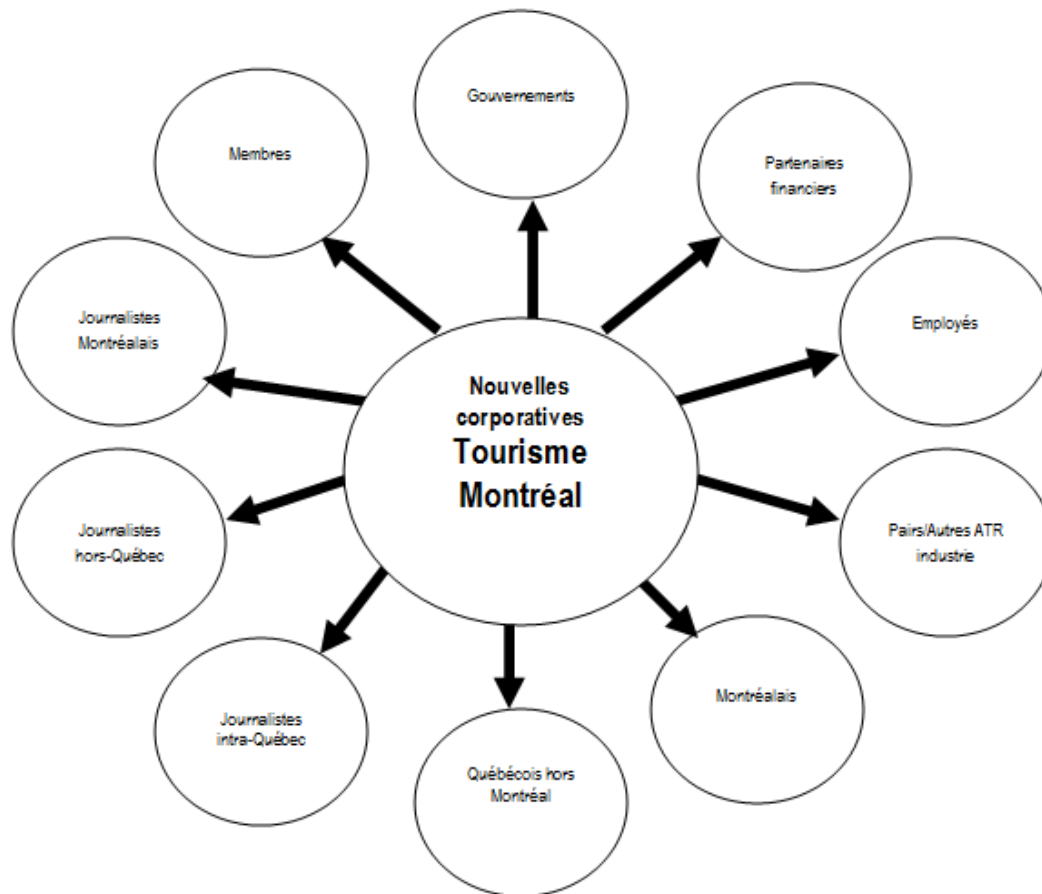 Gouvernements
Membres
Partenaires
financiers
Journalistes
Montréalais
Employés
Nouvelles
corporatives
Tourisme
Montréal
Journalistes
hors-Québec
Pairs/Autres ATR
industrie
Journalistes
intra-Québec
Montréalais
Québécois hors
Montréal